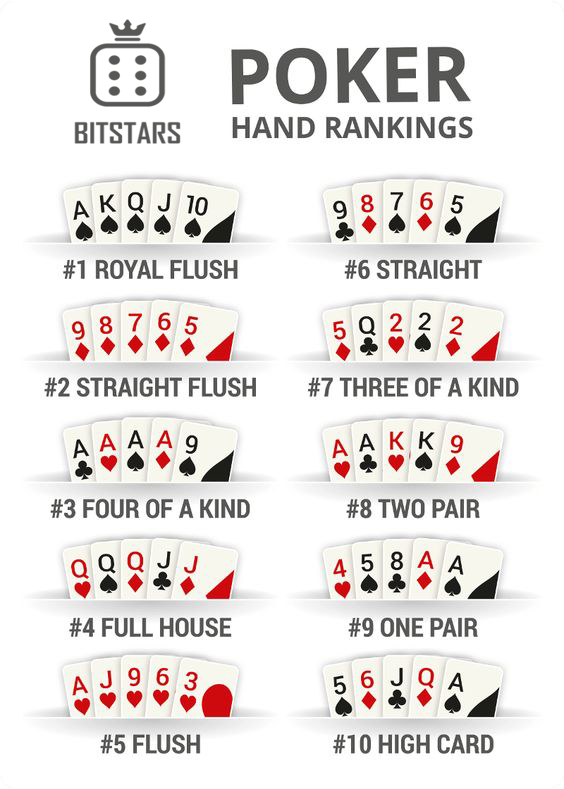 BITSTARS
POKER
HAND RANKINGS
A K Q J 10
#1 ROYAL FLUSH
9 8 7 6 5
#6 STRAIGHT
9 8 7 6 5
#2 STRAIGHT FLUSH
5 Q 2 2 2
#7 THREE OF A KIND
A A A A 9
#3 FOUR OF A KIND
A A K K 9
#8 TWO PAIR
Q Q Q J J
#4 FULL HOUSE
4 5 8 A A
#9 ONE PAIR
A J 9 6 3
#5 FLUSH
5 6 J Q A
#10 HIGH CARD